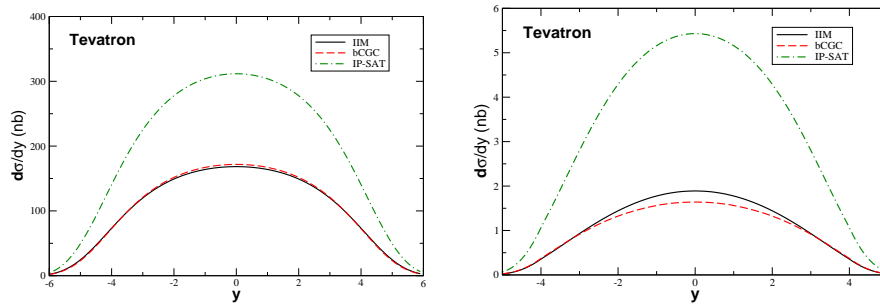 Tevatron
IIM
bCGC
IP-SAT
dσ/dy (nb)
400
300
200
100
0
-6
-4
-2
0
2
4
6
y
Tevatron
IIM
bCGC
IP-SAT
dσ/dy (nb)
6
5
4
3
2
1
0
-4
-2
0
2
4
y